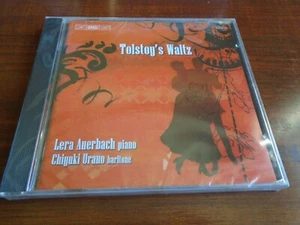 Tolstoy's Waltz
Lera Auerbach piano
Chiyuki Urano baritone